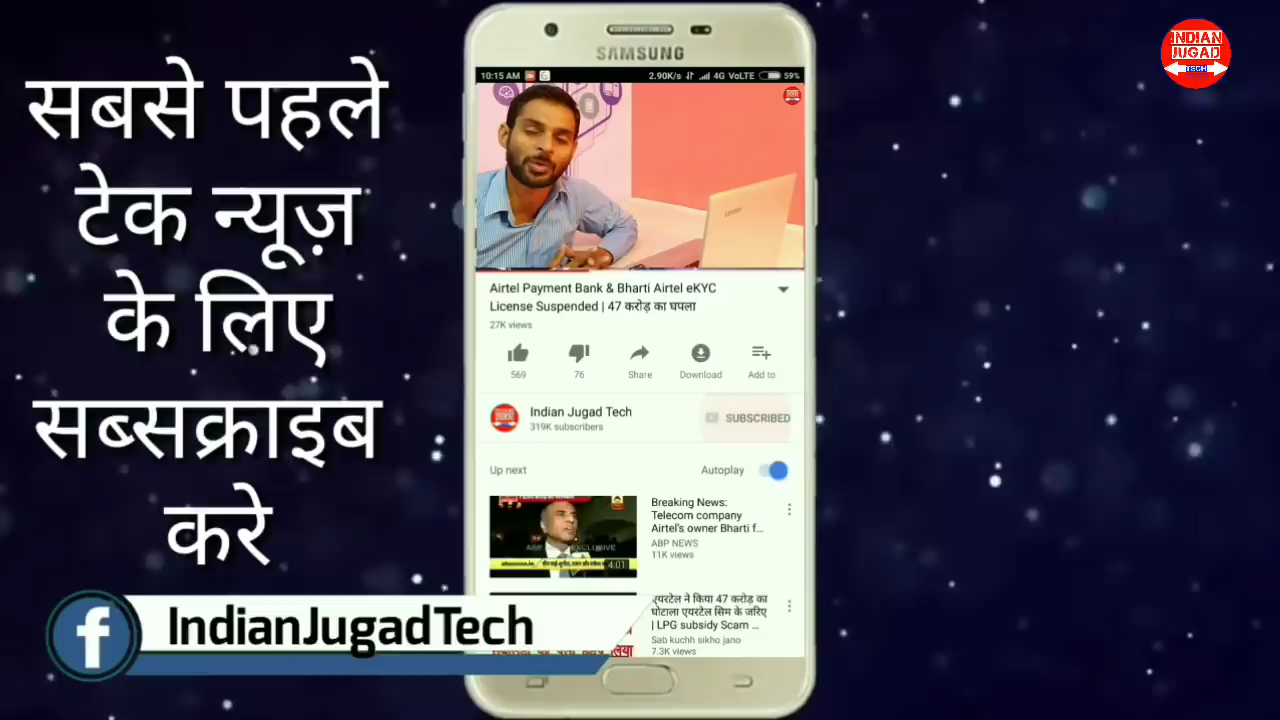 सबसे पहले
टेक न्यूज़
के लिए
सब्सक्राइब
करे
INDIAN
JUGAD
TECH
SAMSUNG
10:15 AM
2.90K/s
4G VoLTE
59%
Lenovo
Airtel Payment Bank & Bharti Airtel eKYC
License Suspended | 47 करोड़ का घपला
27K views
569
76
Share
Download
Add to
Indian Jugad Tech
319K subscribers
SUBSCRIBED
Up next
Autoplay
Breaking News:
Telecom company
Airtel's owner Bharti f...
ABP NEWS
11K views
4:01
एयरटेल ने किया 47 करोड़ का
घोटाला एयरटेल सिम के जरिए
| LPG subsidy Scam ...
Sab kuchh sikho jano
7.3K views
f
IndianJugadTech